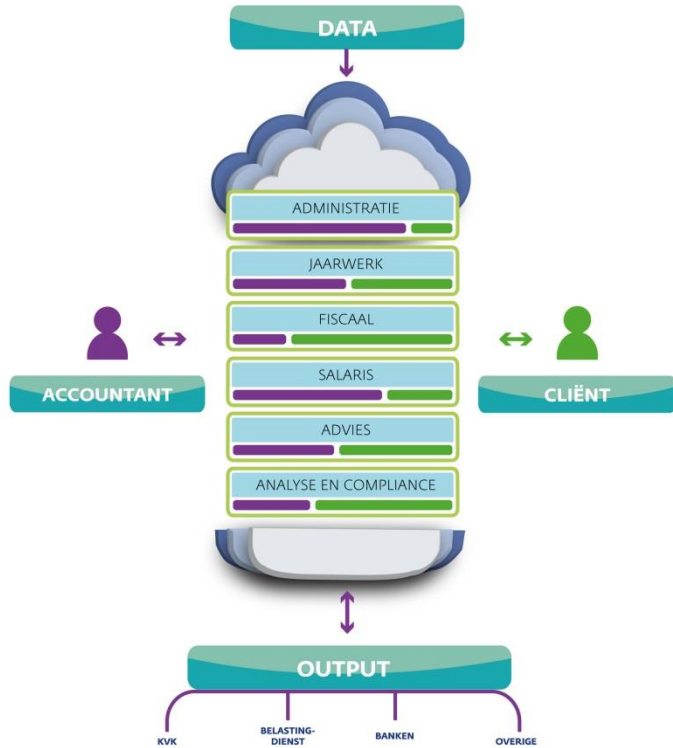 DATA
ADMINISTRATIE
JAARWERK
FISCAAL
SALARIS
ADVIES
ANALYSE EN COMPLIANCE
ACCOUNTANT
CLIËNT
OUTPUT
KVK
BELASTING-
DIENST
BANKEN
OVERIGE